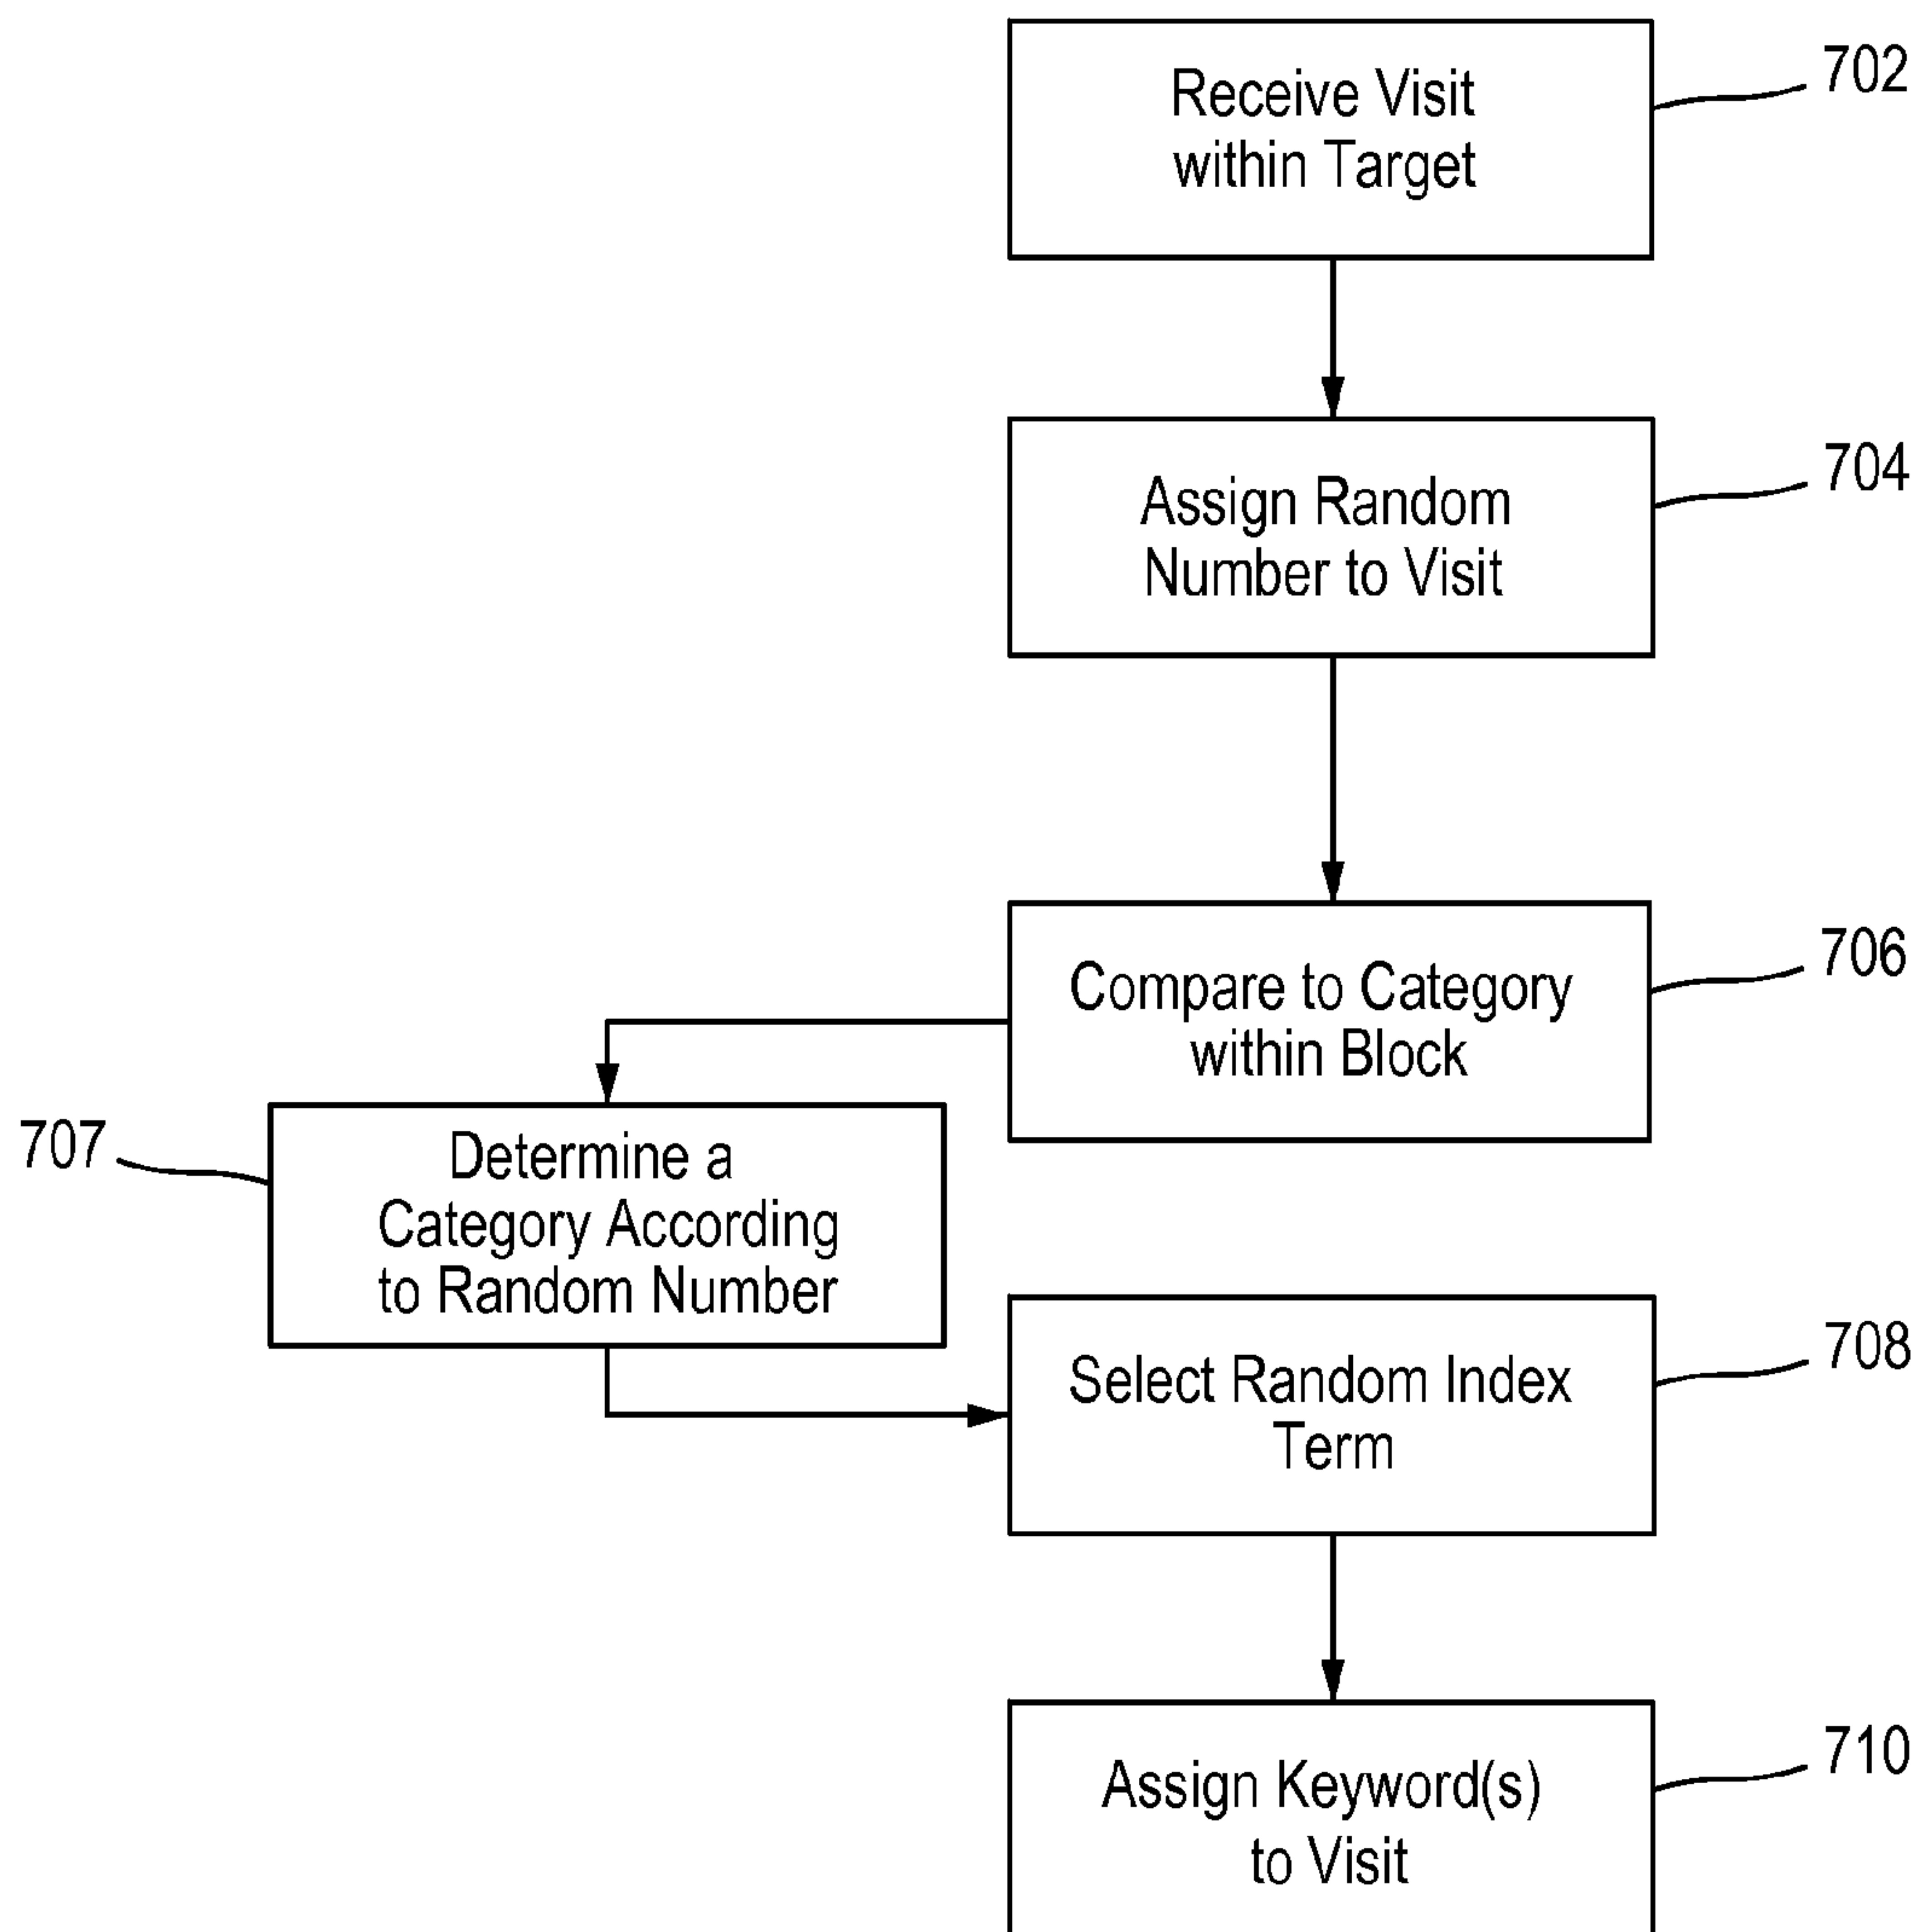 Receive Visit
within Target
702
Assign Random
Number to Visit
704
Compare to Category
within Block
706
707
Determine a
Category According
to Random Number
Select Random Index
Term
708
Assign Keyword(s)
to Visit
710